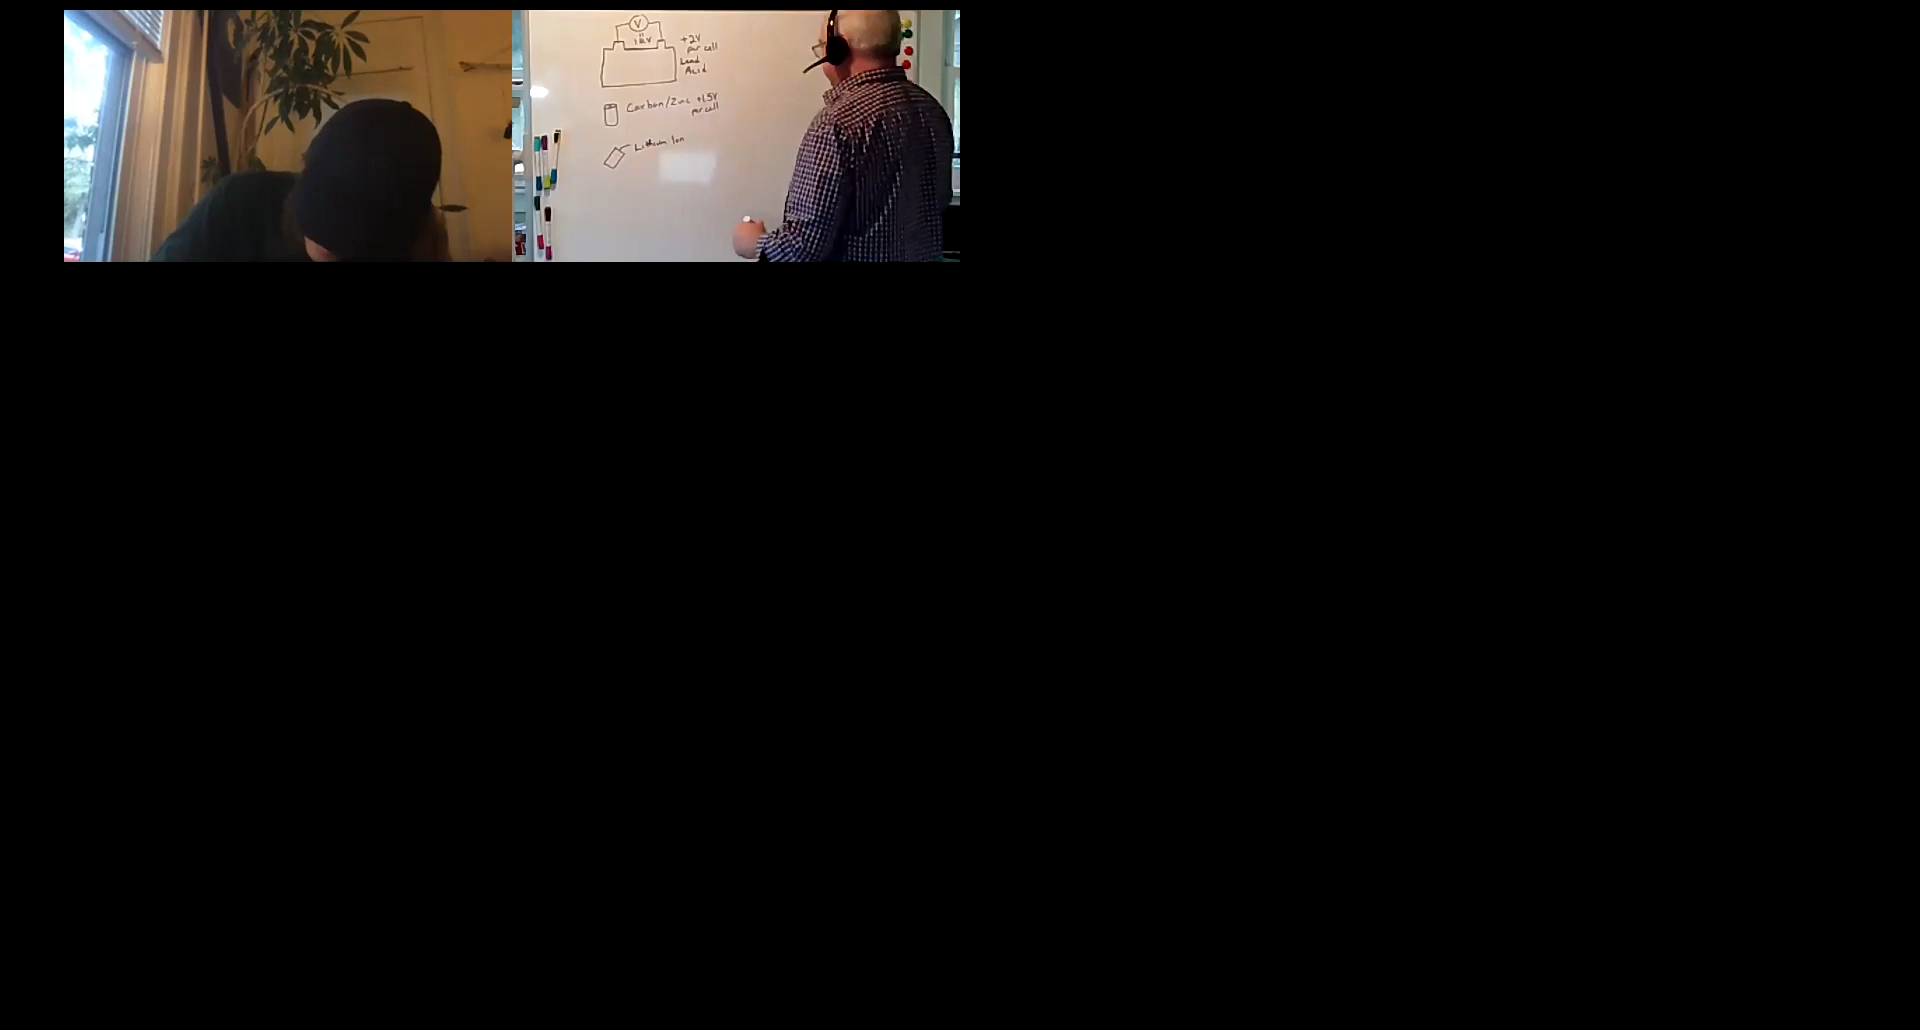 V
12V
+2V
per cell
Lead
Acid
Carbon/Zinc +1.5V
per cell
Lithium Ion